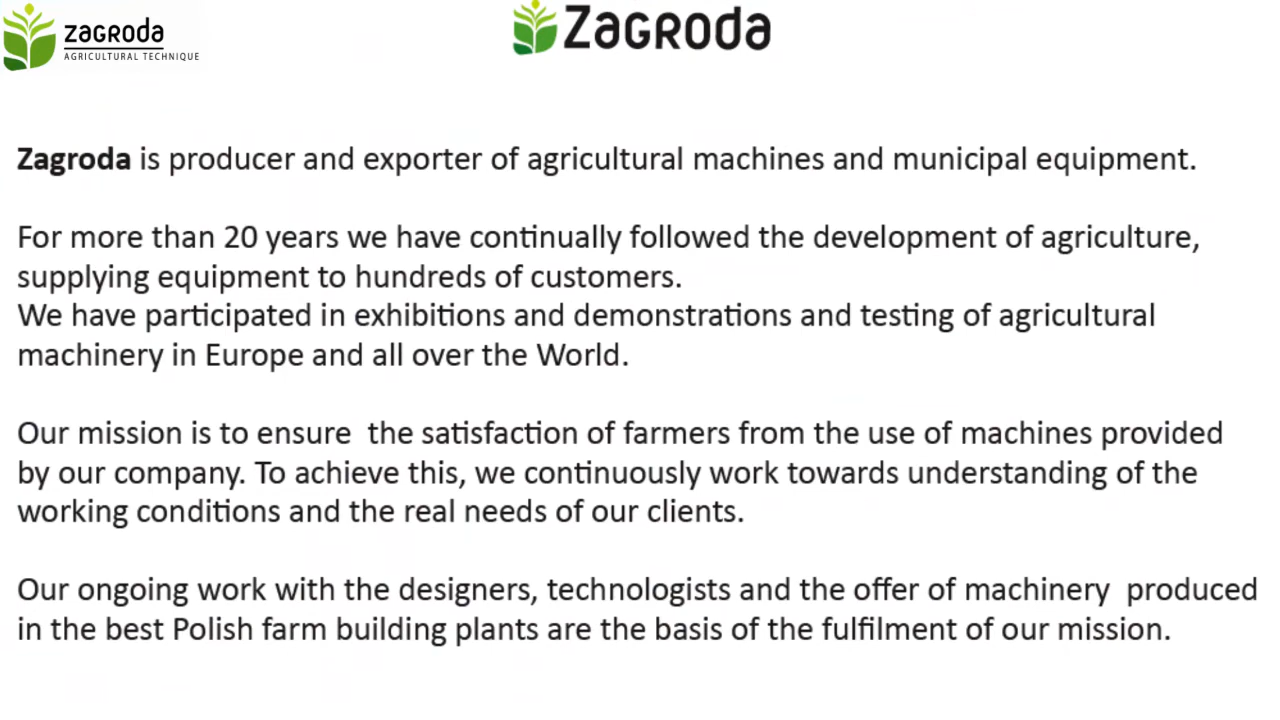 ZAGRODA
AGRICULTURAL TECHNIQUE
ZAGRODA
Zagroda is producer and exporter of agricultural machines and municipal equipment.
For more than 20 years we have continually followed the development of agriculture,
supplying equipment to hundreds of customers.
We have participated in exhibitions and demonstrations and testing of agricultural
machinery in Europe and all over the World.
Our mission is to ensure  the satisfaction of farmers from the use of machines provided
by our company. To achieve this, we continuously work towards understanding of the
working conditions and the real needs of our clients.
Our ongoing work with the designers, technologists and the offer of machinery  produced
in the best Polish farm building plants are the basis of the fulfilment of our mission.